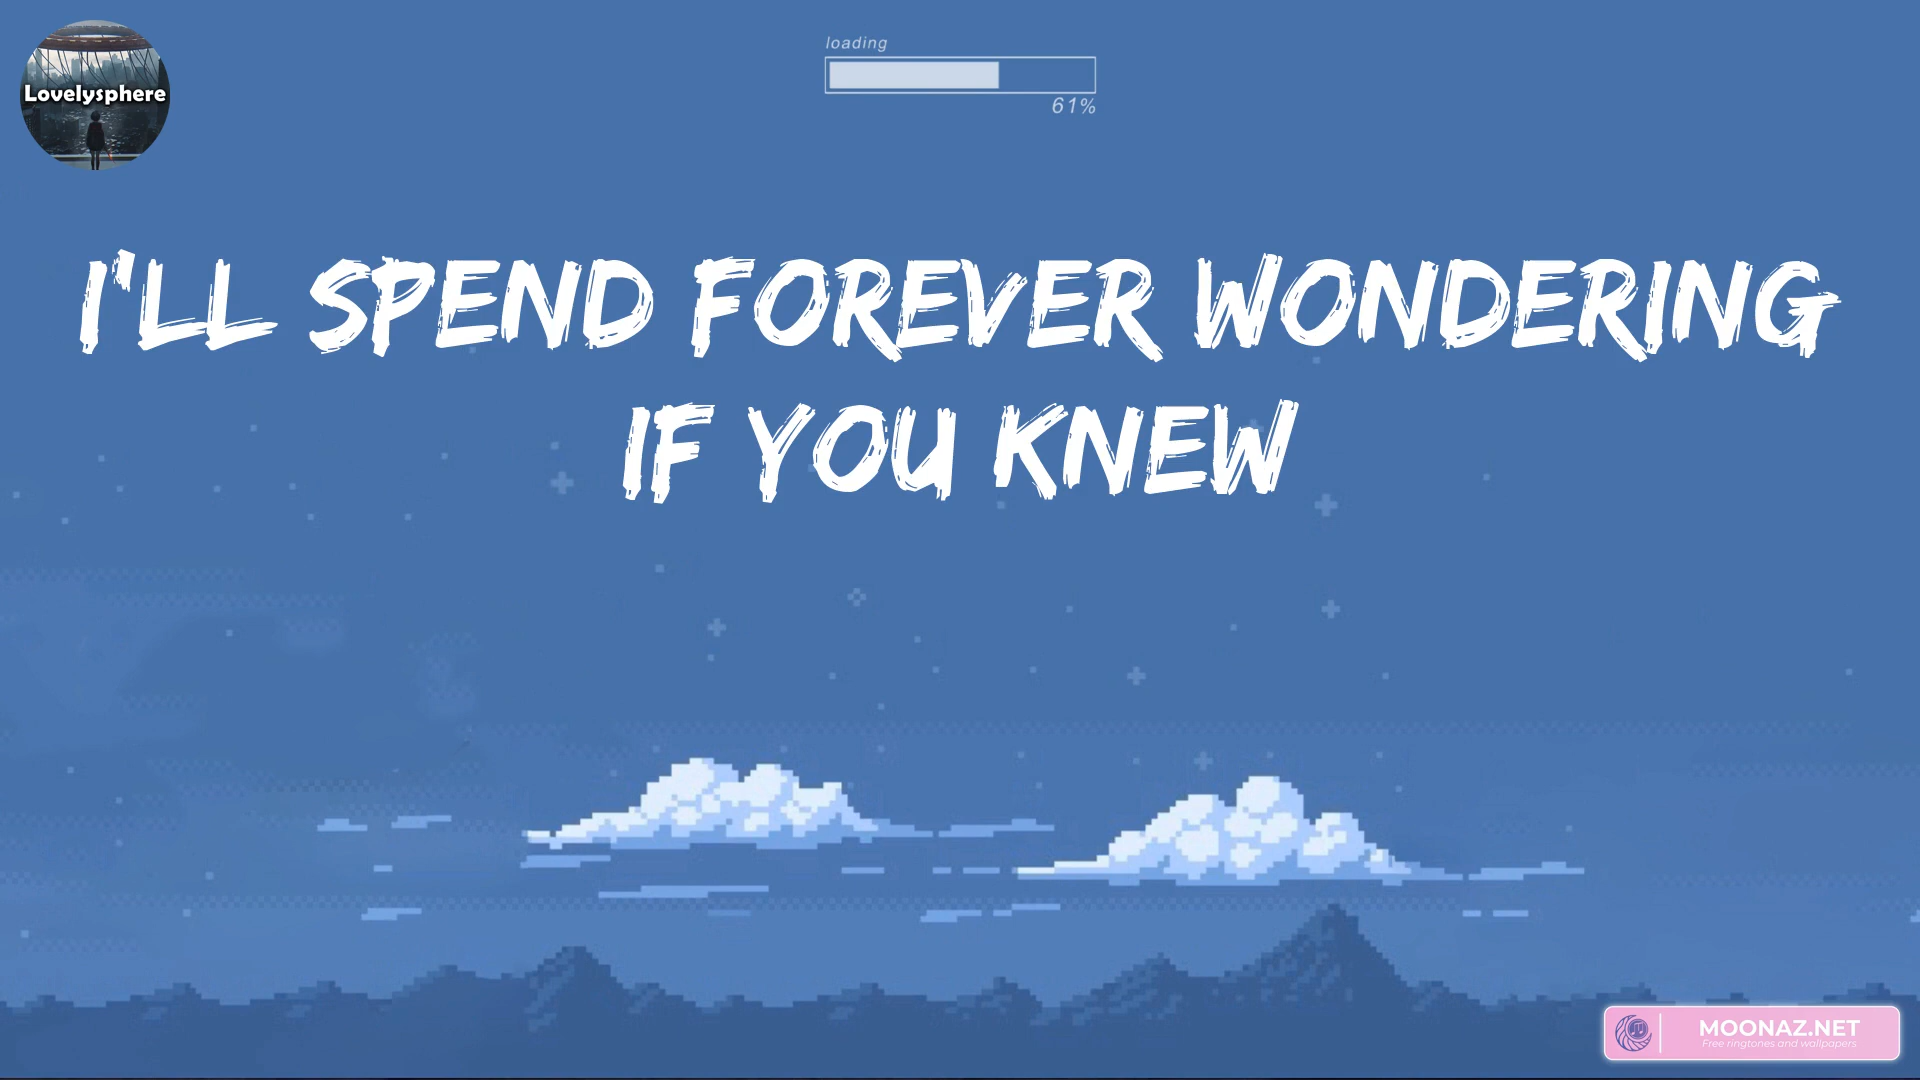 Lovelysphere
loading
61%
I'LL SPEND FOREVER WONDERING
IF YOU KNEW
MOONAZ.NET
Free ringtones and wallpapers